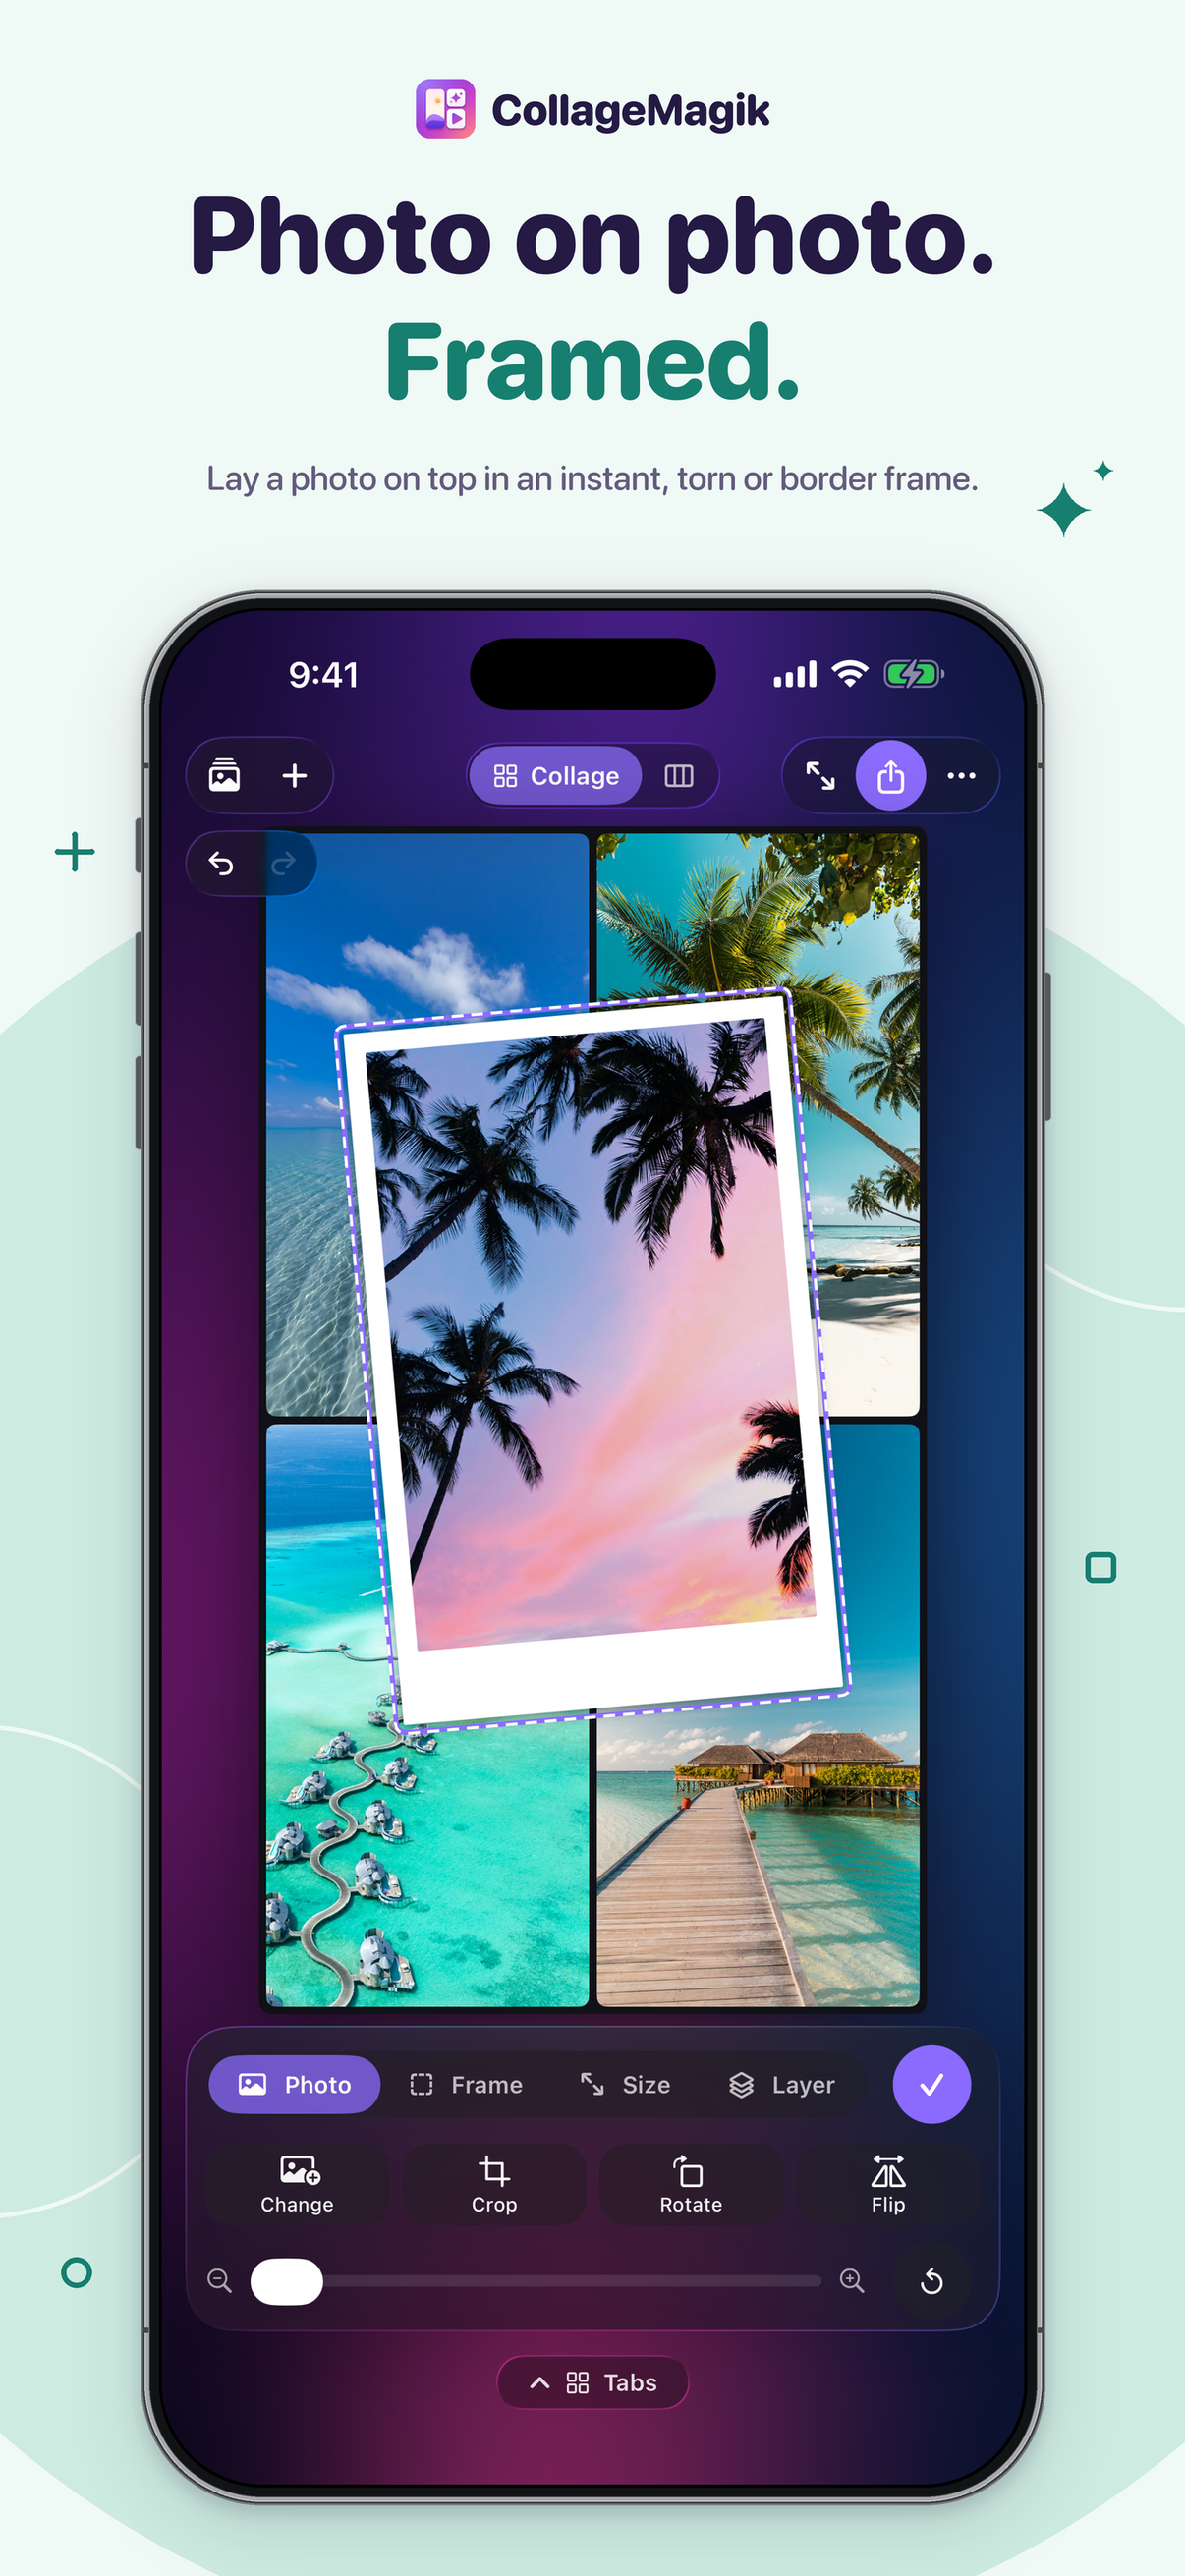 CollageMagik
Photo on photo.
Framed.
Lay a photo on top in an instant, torn or border frame.
9:41
Collage
Photo
Frame
Size
Layer
Change
Crop
Rotate
Flip
Tabs